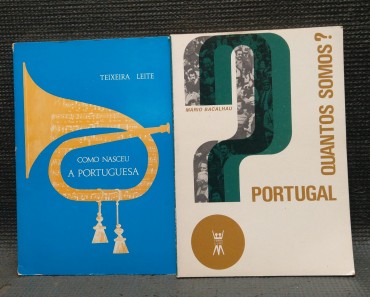 TEIXEIRA LEITE
COMO NASCEU
A PORTUGUESA
MÁRIO BACALHAU
PORTUGAL
QUANTOS SOMOS?